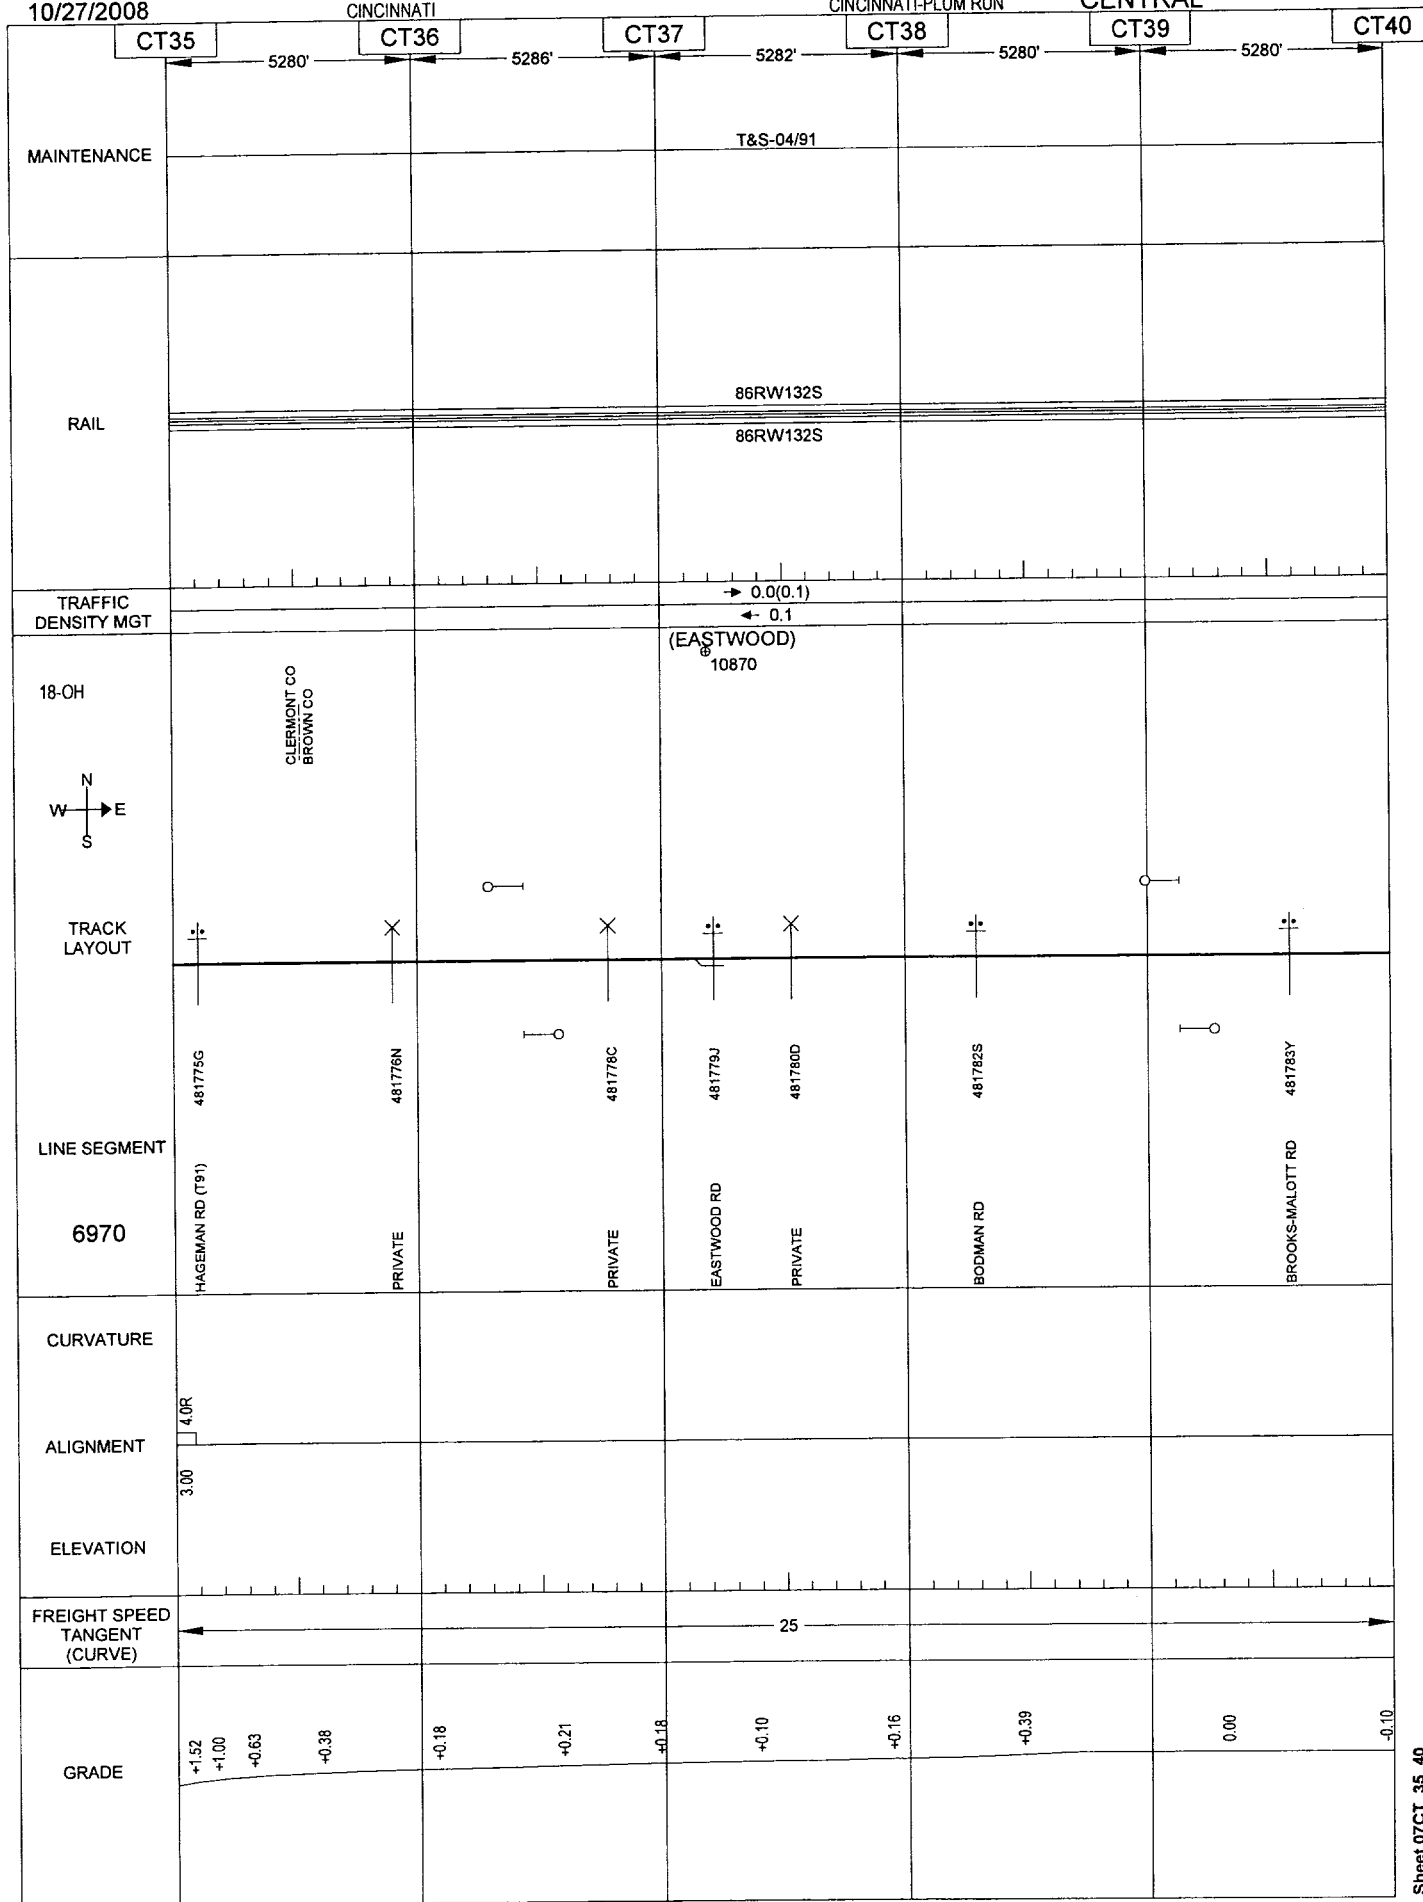 10/27/2008
CINCINNATI
CINCINNATI-PLUM RUN
CENTRAL
CT35
CT36
CT37
CT38
CT39
CT40
5280'
5286'
5282'
5280'
5280'
MAINTENANCE
T&S-04/91
RAIL
86RW132S
86RW132S
TRAFFIC
DENSITY MGT
0.0(0.1)
0.1
(EASTWOOD)
10870
18-OH
CLERMONT CO
BROWN CO
N
W E
S
TRACK
LAYOUT
481775G
481776N
481778C
481779J
481780D
481782S
481783Y
LINE SEGMENT
6970
HAGEMAN RD (T91)
PRIVATE
PRIVATE
EASTWOOD RD
PRIVATE
BODMAN RD
BROOKS-MALOTT RD
CURVATURE
4.0R
ALIGNMENT
3.00
ELEVATION
FREIGHT SPEED
TANGENT
(CURVE)
25
GRADE
+1.52
+1.00
+0.63
+0.38
+0.18
+0.21
+0.18
+0.10
+0.16
+0.39
0.00
-0.10
Sheet 07CT_35_40